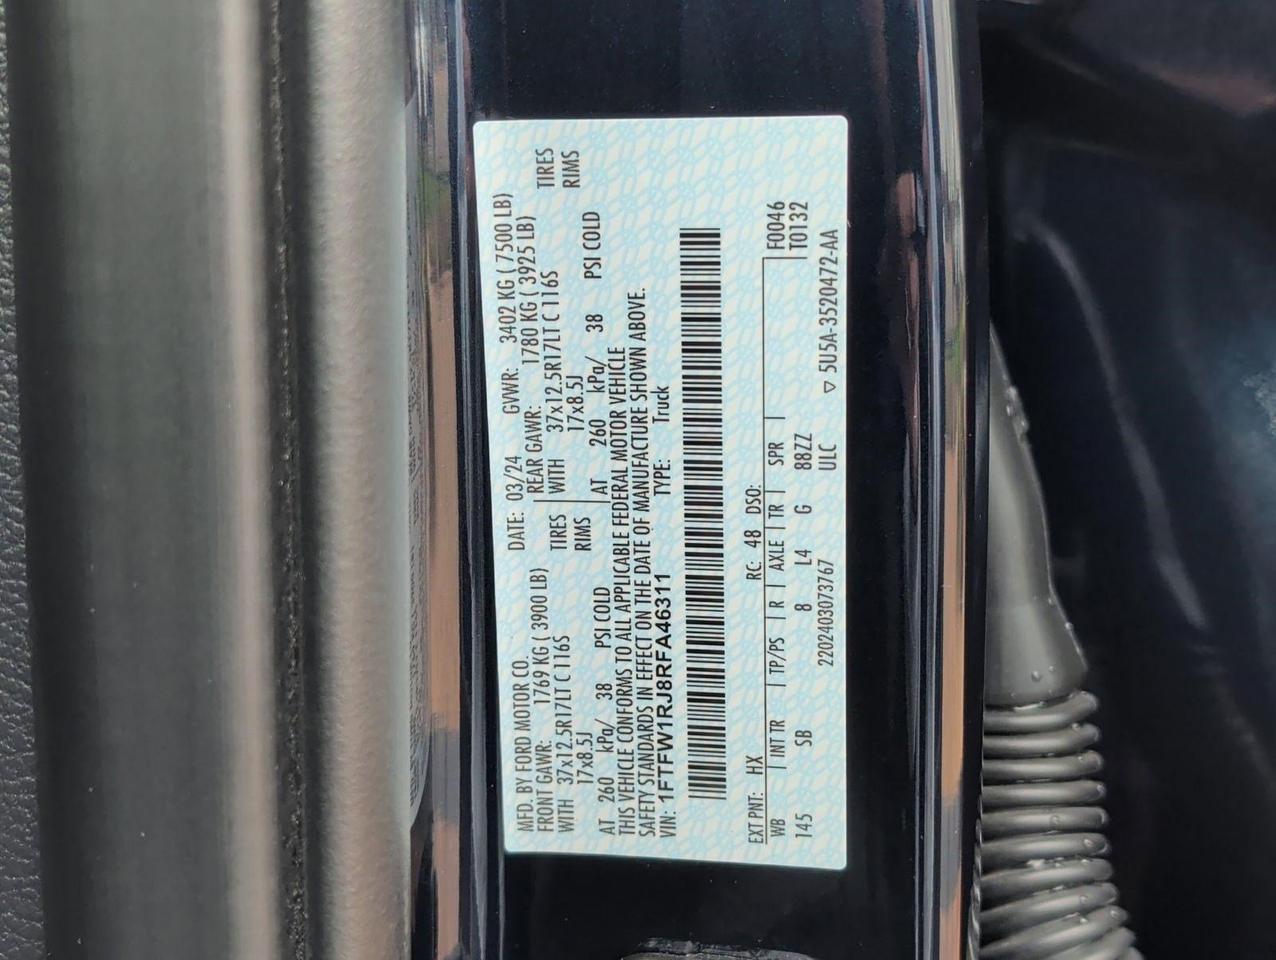 MFD. BY FORD MOTOR CO. DATE: 03/24 GVWR: 3402 KG ( 7500 LB)
FRONT GAWR: 1769 KG ( 3900 LB) REAR GAWR: 1780 KG ( 3925 LB)
WITH 37x12.5R17LT C 116S TIRES WITH 37x12.5R17LT C 116S TIRES
17x8.5J RIMS 17x8.5J RIMS
AT 260 kPa/ 38 PSI COLD AT 260 kPa/ 38 PSI COLD
THIS VEHICLE CONFORMS TO ALL APPLICABLE FEDERAL MOTOR VEHICLE
SAFETY STANDARDS IN EFFECT ON THE DATE OF MANUFACTURE SHOWN ABOVE.
VIN: 1FTFW1RJ8RFA46311 TYPE: Truck
EXT PNT: HX RC: 48 DSO: F0046
WB INT TR TP/PS R AXLE TR SPR T0132
145 SB 8 L4 G 88ZZ
220240307367 ULC ▽ 5U5A-3520472-AA